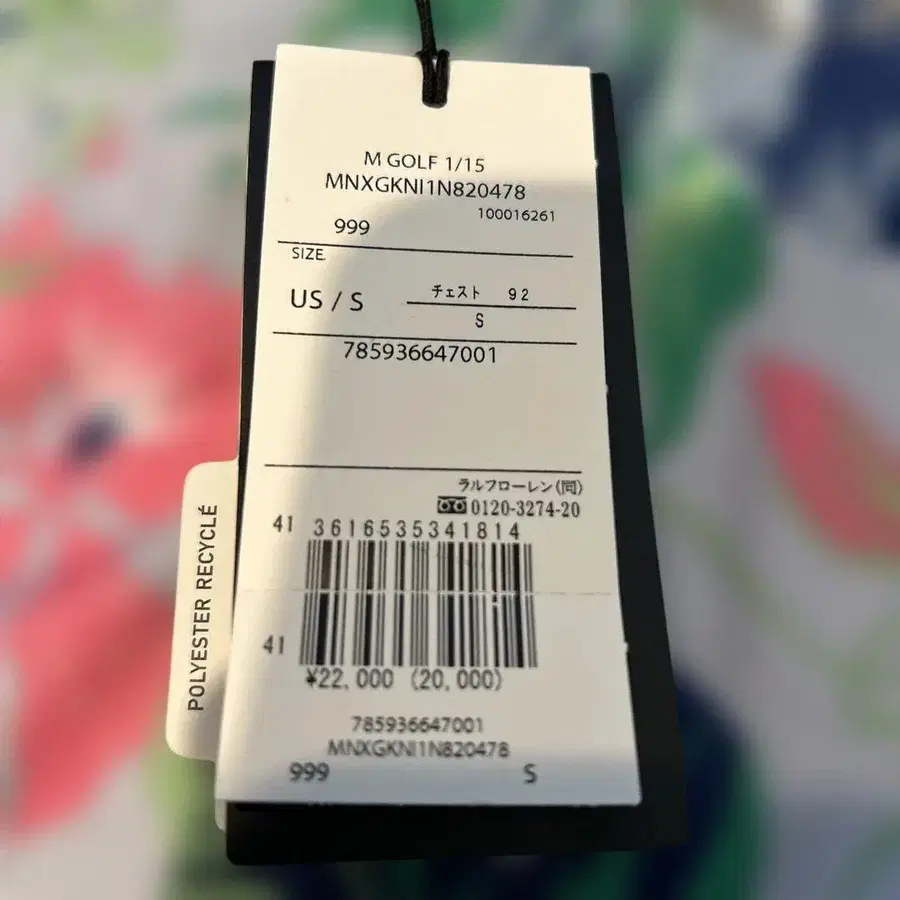 M GOLF 1/15
MNXGKNI1N820478
100016261
999
SIZE
US / S
チェスト 92
S
785936647001
ラルフローレン(問)
0120-3274-20
41 3616535341814
41
¥22,000 (20,000)
785936647001
MNXGKNI1N820478
999 S
POLYESTER RECYCLÉ